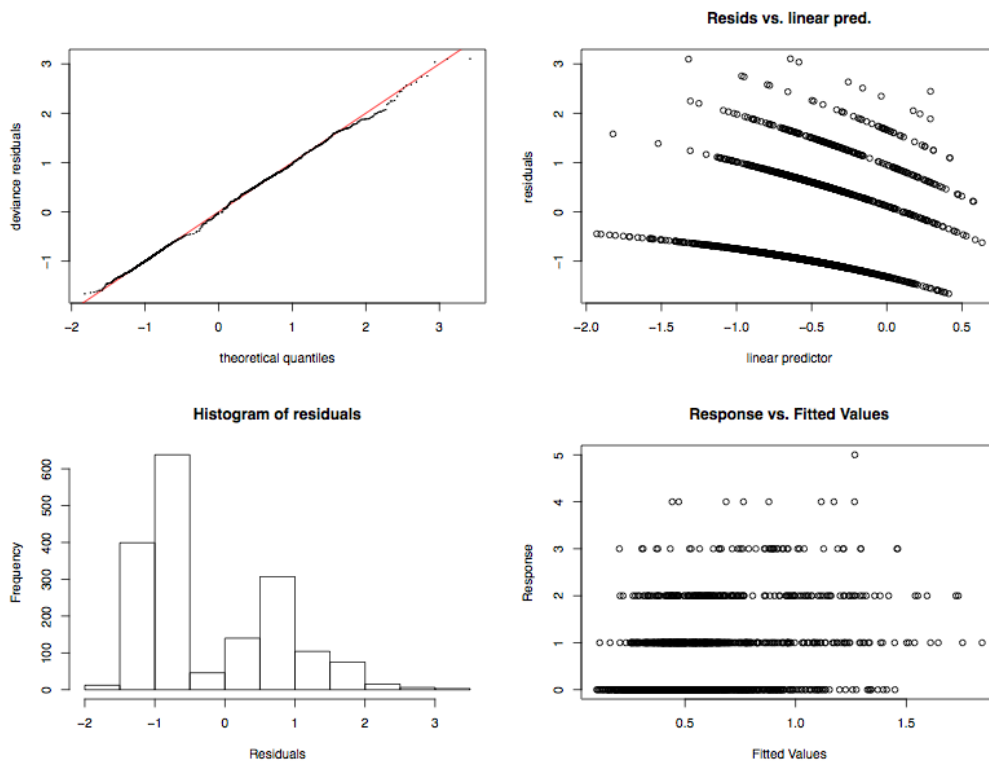 deviance residuals
3
2
1
0
−1
−2 −1 0 1 2 3
theoretical quantiles
Resids vs. linear pred.
residuals
3
2
1
0
−1
−2.0 −1.5 −1.0 −0.5 0.0 0.5
linear predictor
Histogram of residuals
Frequency
600
500
400
300
200
100
0
−2 −1 0 1 2 3
Residuals
Response vs. Fitted Values
Response
5
4
3
2
1
0
0.5 1.0 1.5
Fitted Values